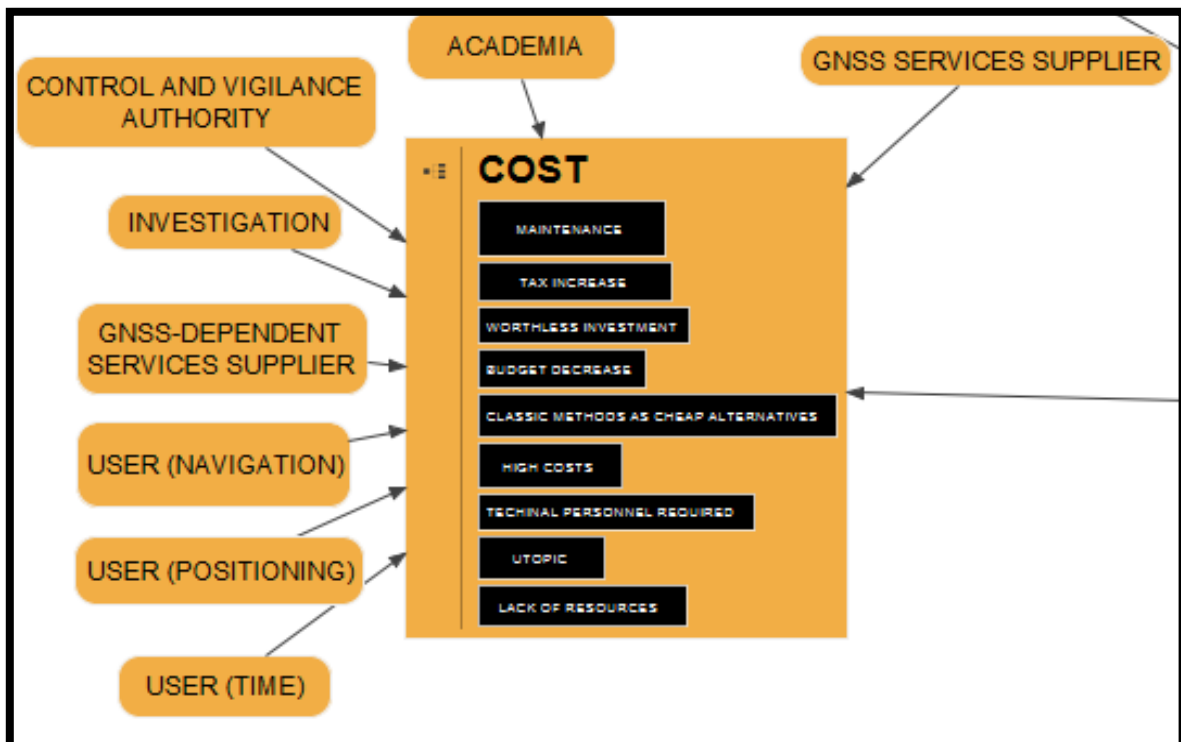 ACADEMIA
GNSS SERVICES SUPPLIER
CONTROL AND VIGILANCE
AUTHORITY
INVESTIGATION
GNSS-DEPENDENT
SERVICES SUPPLIER
USER (NAVIGATION)
USER (POSITIONING)
USER (TIME)
COST
MAINTENANCE
TAX INCREASE
WORTHLESS INVESTMENT
BUDGET DECREASE
CLASSIC METHODS AS CHEAP ALTERNATIVES
HIGH COSTS
TECHINAL PERSONNEL REQUIRED
UTOPIC
LACK OF RESOURCES